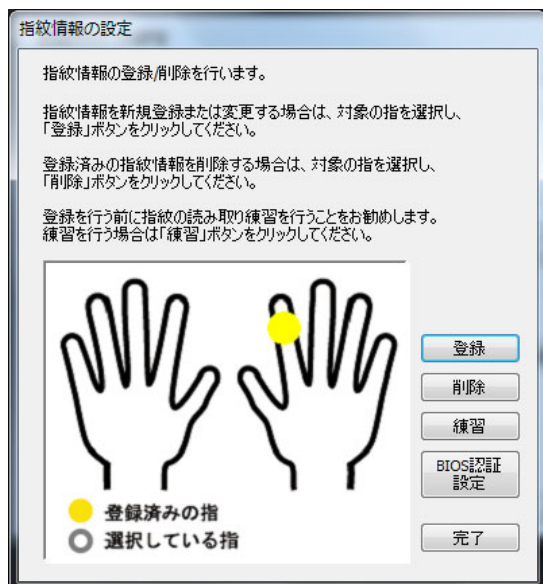 指紋情報の設定
指紋情報の登録/削除を行います。
指紋情報を新規登録または変更する場合は、対象の指を選択し、
「登録」ボタンをクリックしてください。
登録済みの指紋情報を削除する場合は、対象の指を選択し、
「削除」ボタンをクリックしてください。
登録を行う前に指紋の読み取り練習を行うことをお勧めします。
練習を行う場合は「練習」ボタンをクリックしてください。
登録
削除
練習
BIOS認証
設定
登録済みの指
選択している指
完了